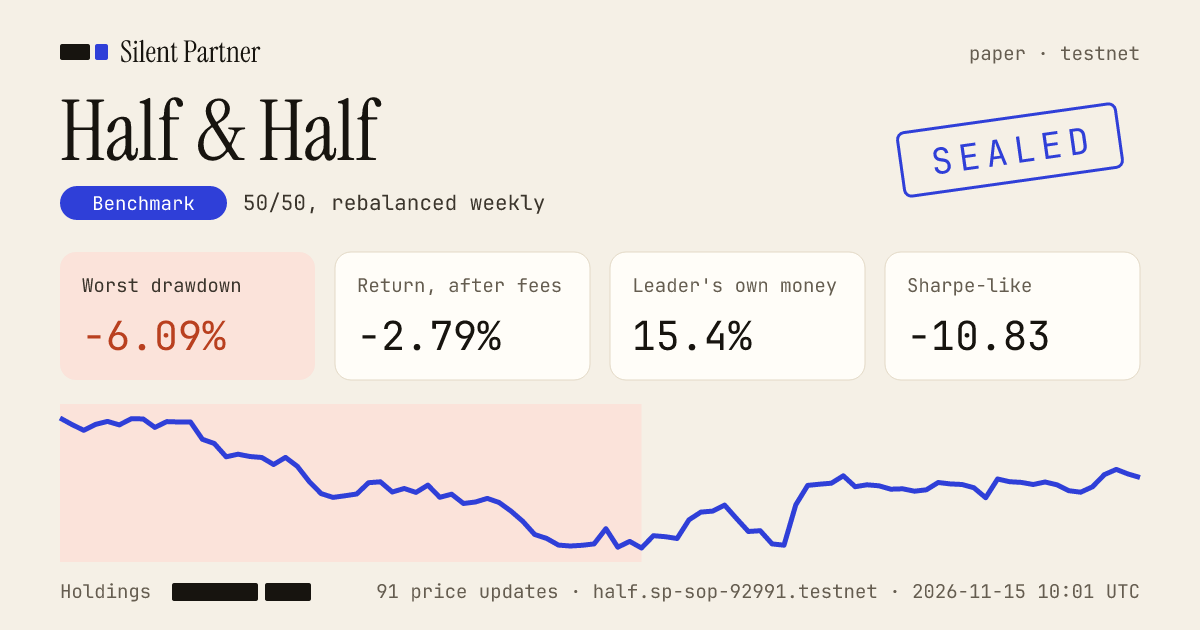 Silent Partner
paper · testnet
Half & Half
SEALED
Benchmark
50/50, rebalanced weekly
Worst drawdown
-6.09%
Return, after fees
-2.79%
Leader's own money
15.4%
Sharpe-like
-10.83
Holdings
91 price updates · half.sp-sop-92991.testnet · 2026-11-15 10:01 UTC